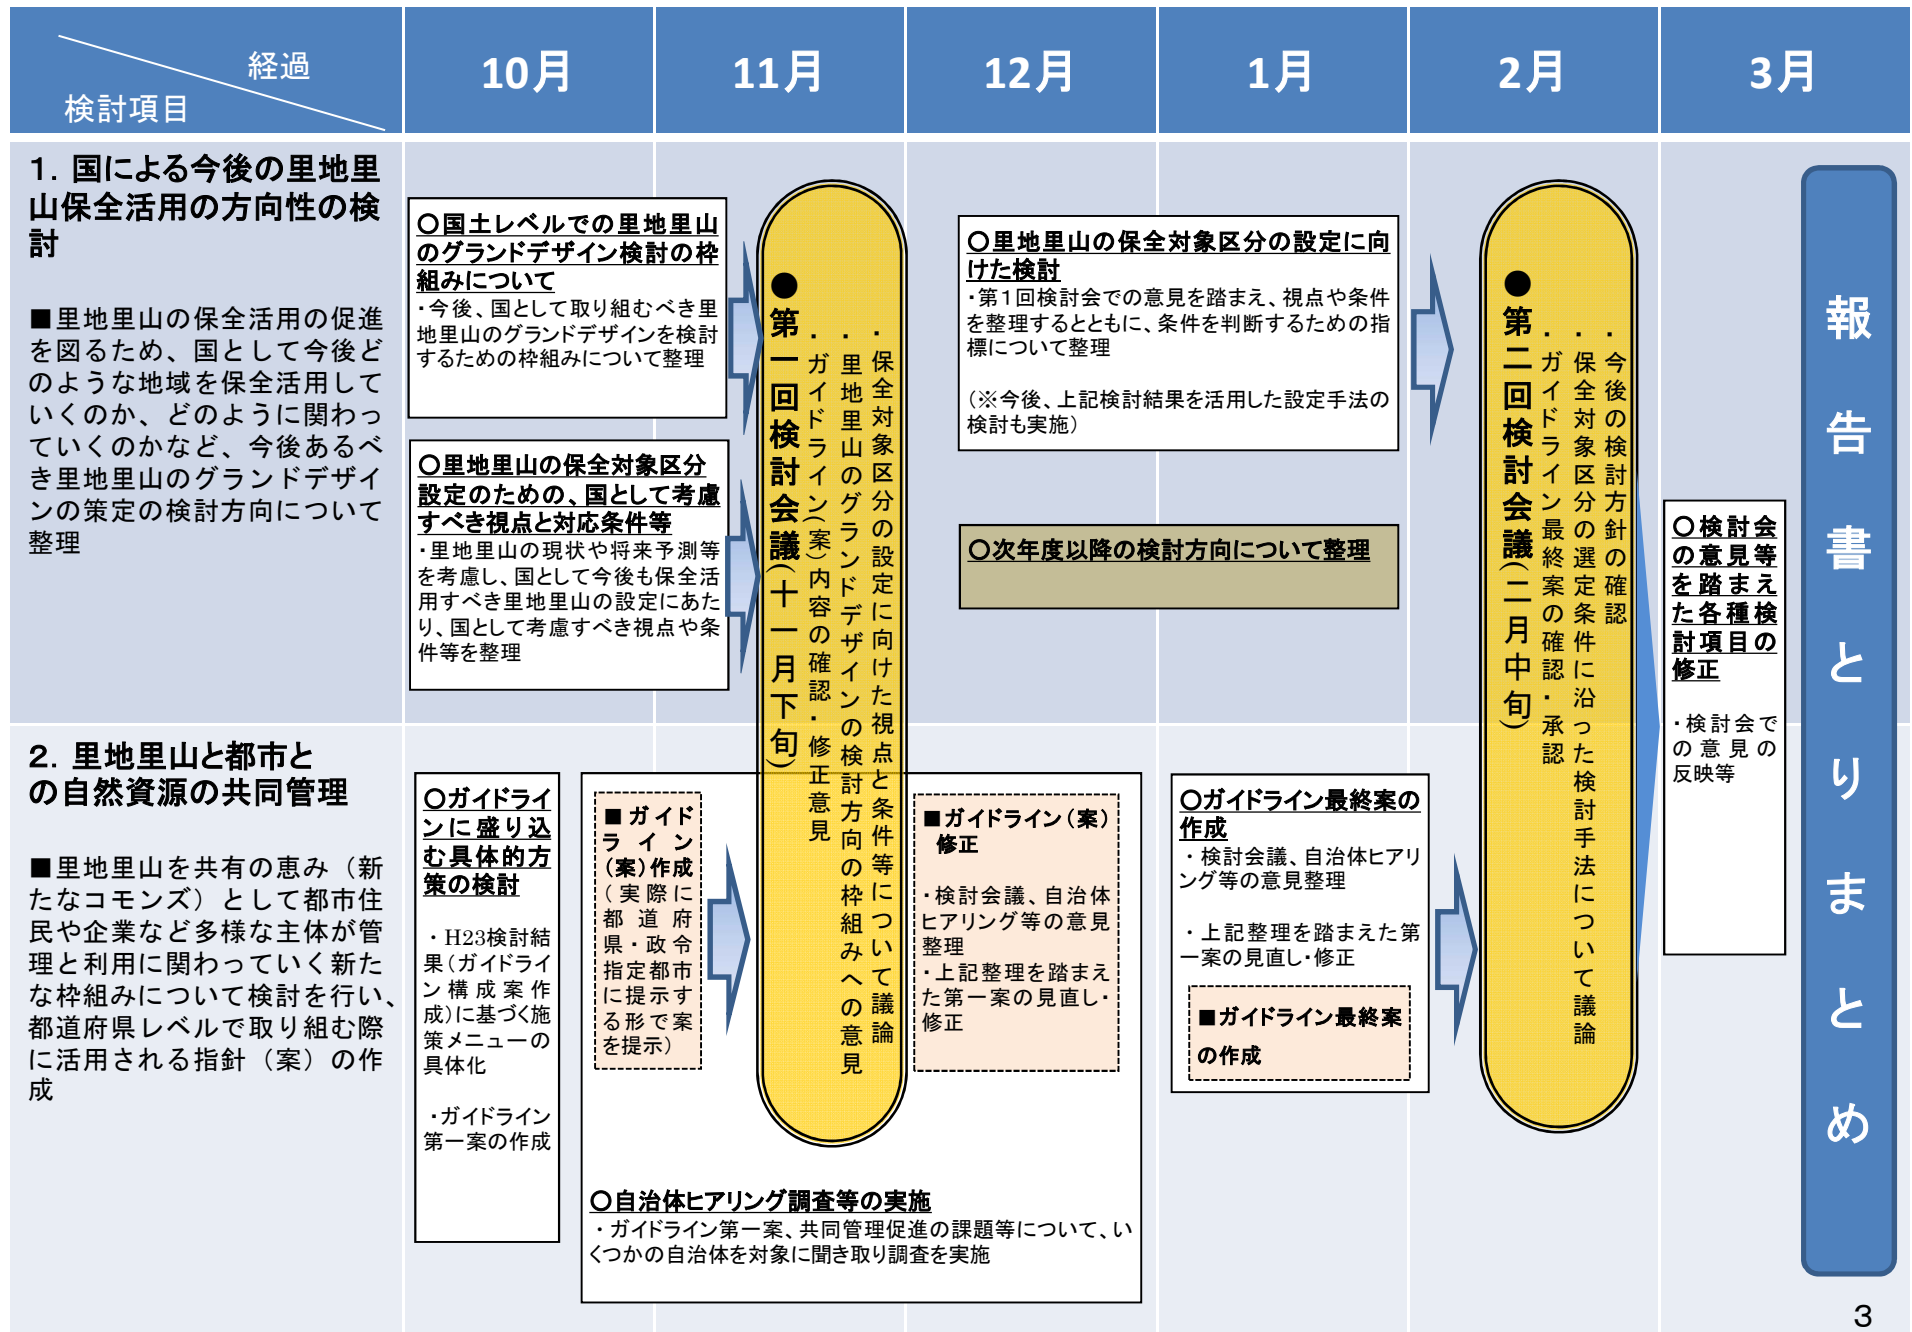 経過
検討項目
10月
11月
12月
1月
2月
3月
1. 国による今後の里地里
山保全活用の方向性の検
討
■里地里山の保全活用の促進
を図るため、国として今後ど
のような地域を保全活用して
いくのか、どのように関わっ
ていくのかなど、今後あるべ
き里地里山のグランドデザイ
ンの策定の検討方向について
整理
〇国土レベルでの里地里山
のグランドデザイン検討の枠
組みについて
・今後、国として取り組むべき里
地里山のグランドデザインを検討
するための枠組みについて整理
〇里地里山の保全対象区分
設定のための、国として考慮
すべき視点と対応条件等
・里地里山の現状や将来予測等
を考慮し、国として今後も保全活
用すべき里地里山の設定にあた
り、国として考慮すべき視点や条
件等を整理
●第一回検討会議(十一月下旬)
・ガイドライン(案)内容の確認・修正意見
・里地里山のグランドデザインの検討方向の枠組みへの意見
・保全対象区分の設定に向けた視点と条件等について議論
〇里地里山の保全対象区分の設定に向
けた検討
・第1回検討会での意見を踏まえ、視点や条件
を整理するとともに、条件を判断するための指
標について整理
(※今後、上記検討結果を活用した設定手法の
検討も実施)
〇次年度以降の検討方向について整理
●第二回検討会議(二月中旬)
・ガイドライン最終案の確認・承認
・保全対象区分の選定条件に沿った検討手法について議論
・今後の検討方針の確認
〇検討会
の意見等
を踏まえ
た各種検
討項目の
修正
・検討会で
の意見の
反映等
報告書とりまとめ
2. 里地里山と都市と
の自然資源の共同管理
■里地里山を共有の恵み（新
たなコモンズ）として都市住
民や企業など多様な主体が管
理と利用に関わっていく新た
な枠組みについて検討を行い、
都道府県レベルで取り組む際
に活用される指針（案）の作
成
〇ガイドライ
ンに盛り込
む具体的方
策の検討
・H23検討結
果(ガイドライ
ン構成案作
成)に基づく施
策メニューの
具体化
・ガイドライン
第一案の作成
■ガイド
ライン
(案)作成
(実際に
都道府
県・政令
指定都市
に提示す
る形で案
を提示)
■ガイドライン(案)
修正
・検討会議、自治体
ヒアリング等の意見
整理
・上記整理を踏まえ
た第一案の見直し・
修正
〇自治体ヒアリング調査等の実施
・ガイドライン第一案、共同管理促進の課題等について、い
くつかの自治体を対象に聞き取り調査を実施
〇ガイドライン最終案の
作成
・検討会議、自治体ヒアリ
ング等の意見整理
・上記整理を踏まえた第
一案の見直し・修正
■ガイドライン最終案
の作成
3